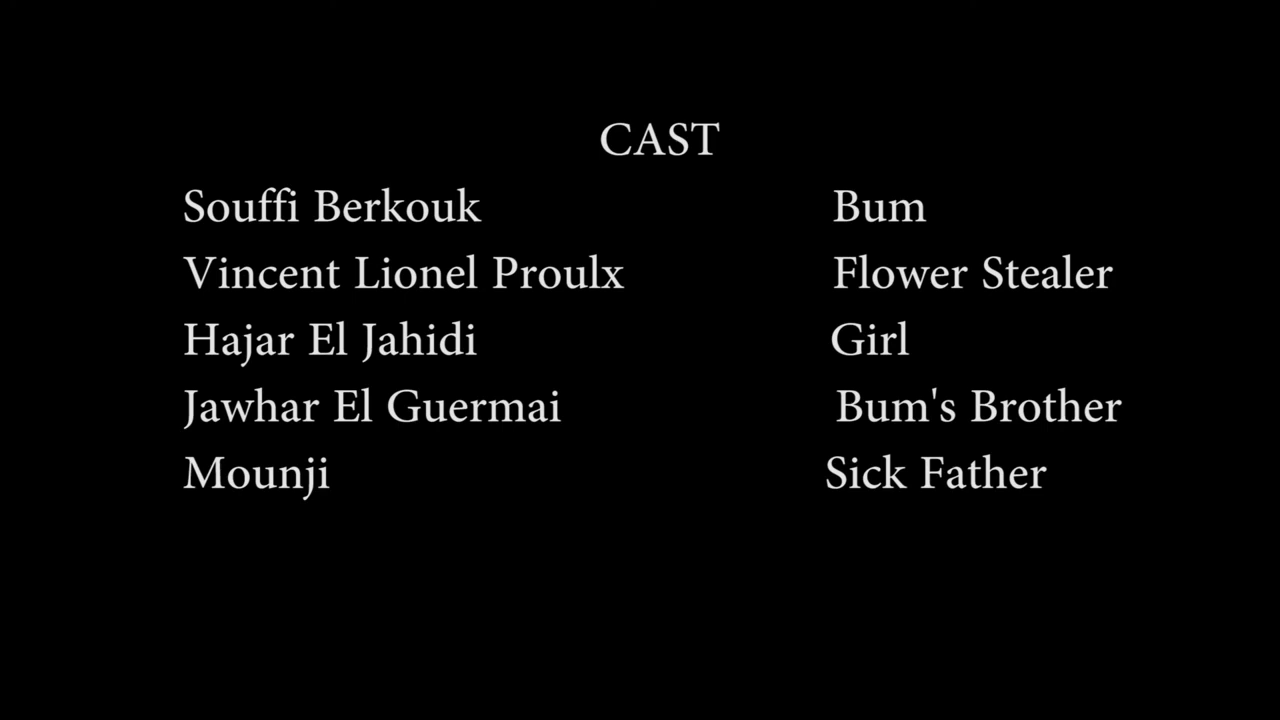 CAST
Souffi Berkouk Bum
Vincent Lionel Proulx Flower Stealer
Hajar El Jahidi Girl
Jawhar El Guermai Bum's Brother
Mounji Sick Father